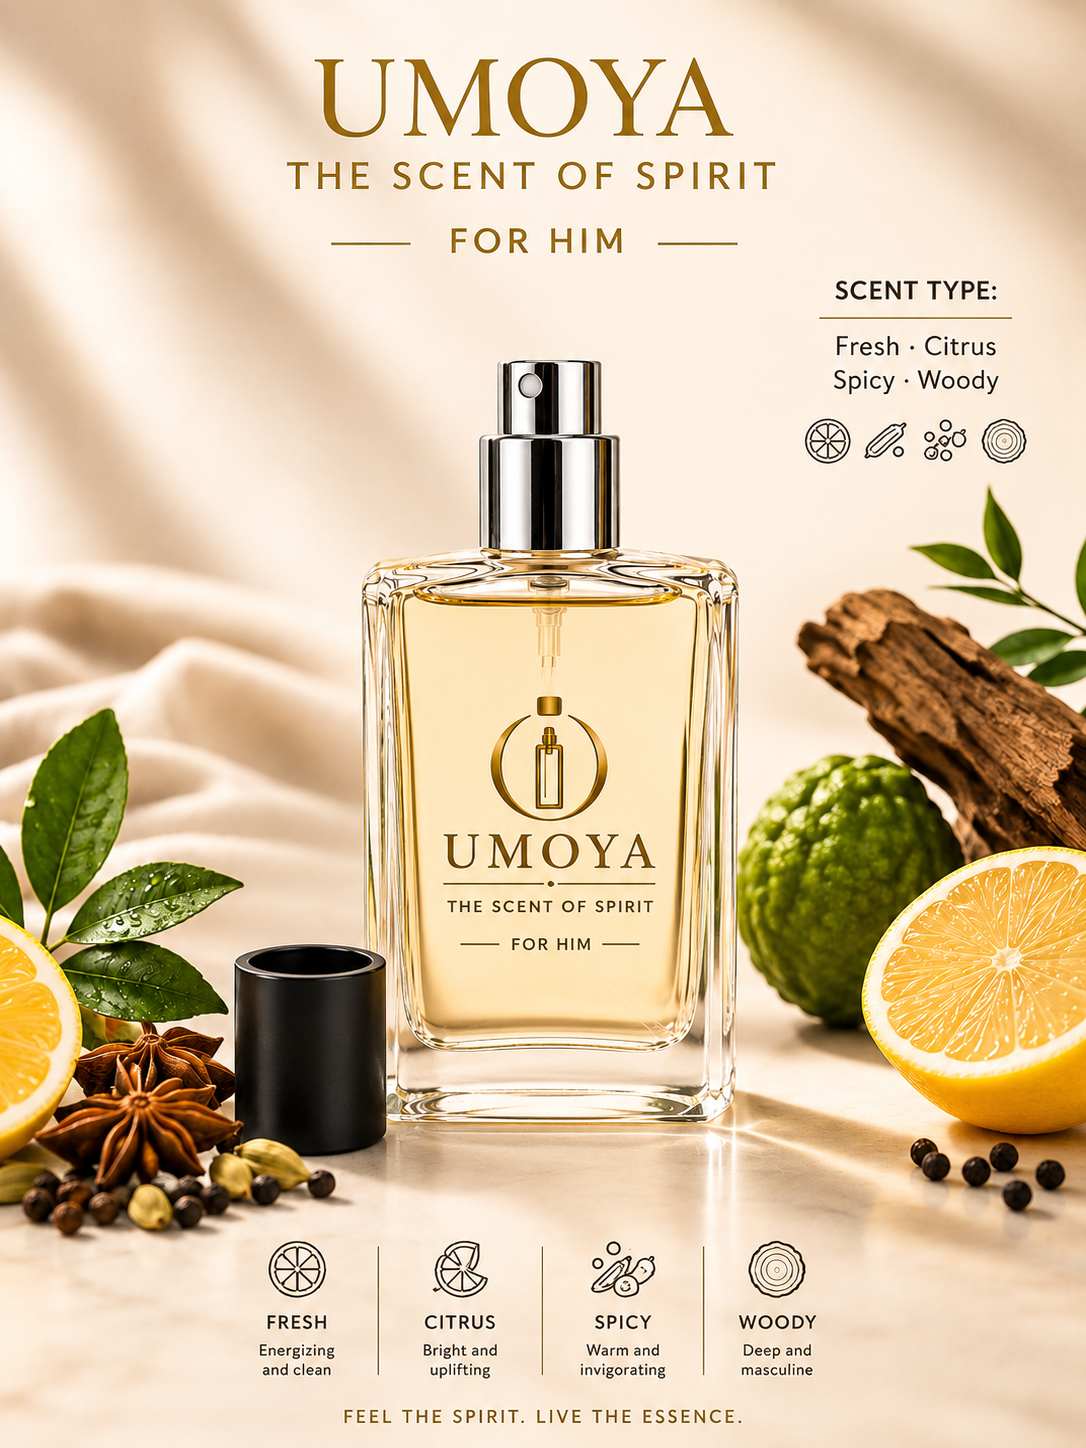 UMOYA
THE SCENT OF SPIRIT
FOR HIM
SCENT TYPE:
Fresh · Citrus
Spicy · Woody
UMOYA
THE SCENT OF SPIRIT
FOR HIM
FRESH
Energizing
and clean
CITRUS
Bright and
uplifting
SPICY
Warm and
invigorating
WOODY
Deep and
masculine
FEEL THE SPIRIT. LIVE THE ESSENCE.